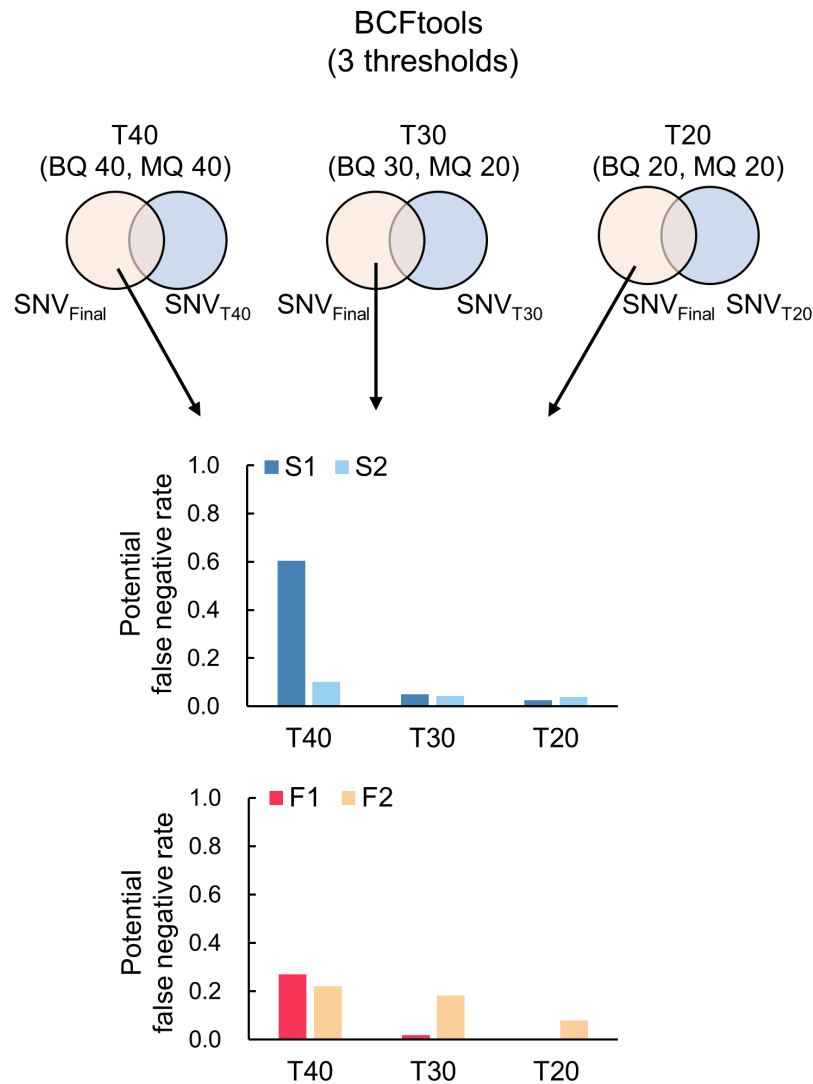 BCFtools
(3 thresholds)
T40 T30 T20
(BQ 40, MQ 40) (BQ 30, MQ 20) (BQ 20, MQ 20)
SNVFinal SNVT40 SNVFinal SNVT30 SNVFinal SNVT20
Potential
false negative rate
S1 S2
1.0
0.8
0.6
0.4
0.2
0.0
T40 T30 T20
Potential
false negative rate
F1 F2
1.0
0.8
0.6
0.4
0.2
0.0
T40 T30 T20